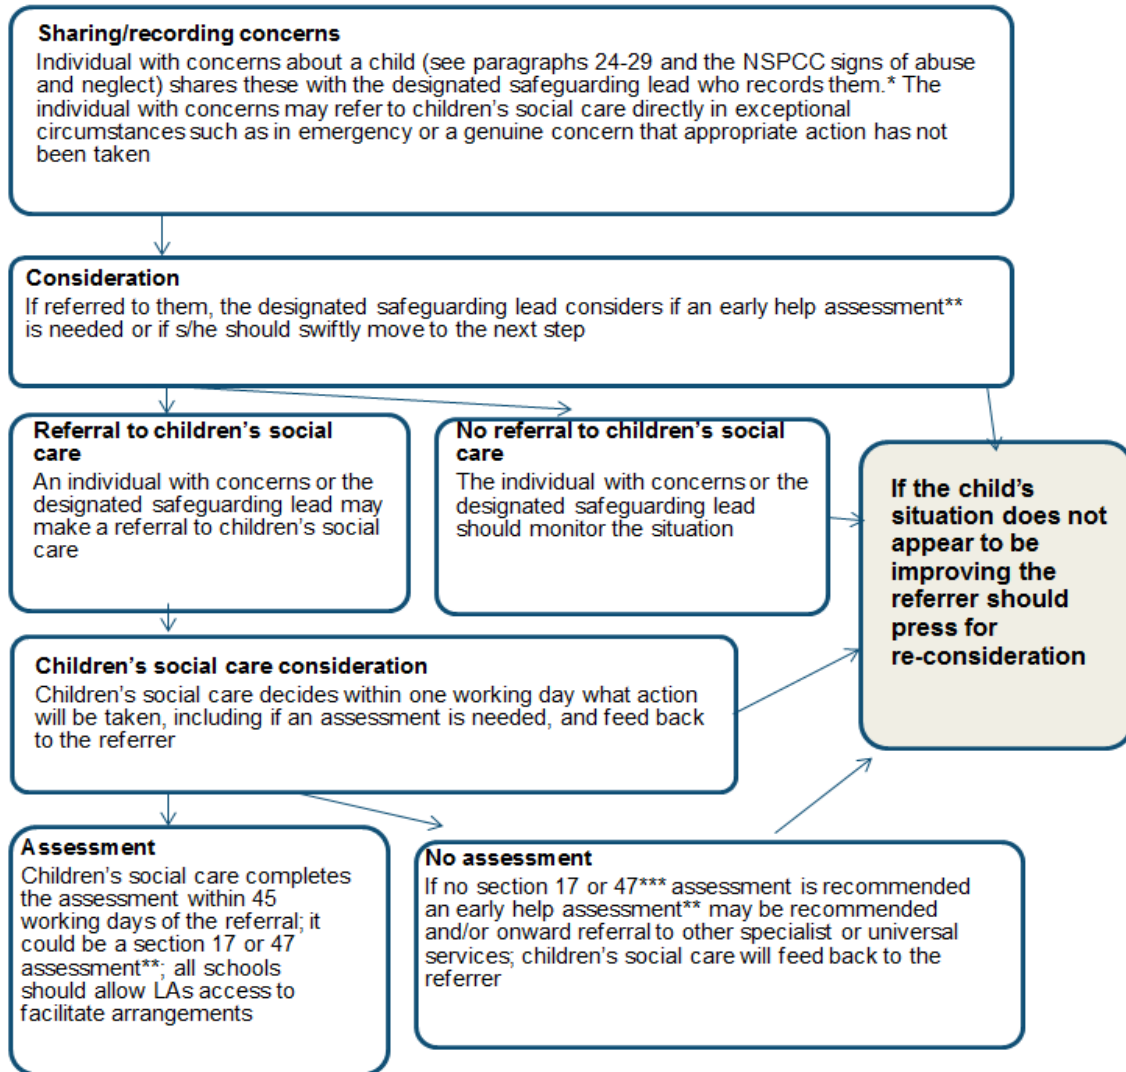 Sharing/recording concerns
Individual with concerns about a child (see paragraphs 24-29 and the NSPCC signs of abuse
and neglect) shares these with the designated safeguarding lead who records them.* The
individual with concerns may refer to children’s social care directly in exceptional
circumstances such as in emergency or a genuine concern that appropriate action has not
been taken
Consideration
If referred to them, the designated safeguarding lead considers if an early help assessment**
is needed or if s/he should swiftly move to the next step
Referral to children’s social
care
An individual with concerns or the
designated safeguarding lead may
make a referral to children’s social
care
No referral to children’s social
care
The individual with concerns or the
designated safeguarding lead
should monitor the situation
If the child’s
situation does not
appear to be
improving the
referrer should
press for
re-consideration
Children’s social care consideration
Children’s social care decides within one working day what action
will be taken, including if an assessment is needed, and feed back
to the referrer
Assessment
Children’s social care completes
the assessment within 45
working days of the referral; it
could be a section 17 or 47
assessment**; all schools
should allow LAs access to
facilitate arrangements
No assessment
If no section 17 or 47*** assessment is recommended
an early help assessment** may be recommended
and/or onward referral to other specialist or universal
services; children’s social care will feed back to the
referrer